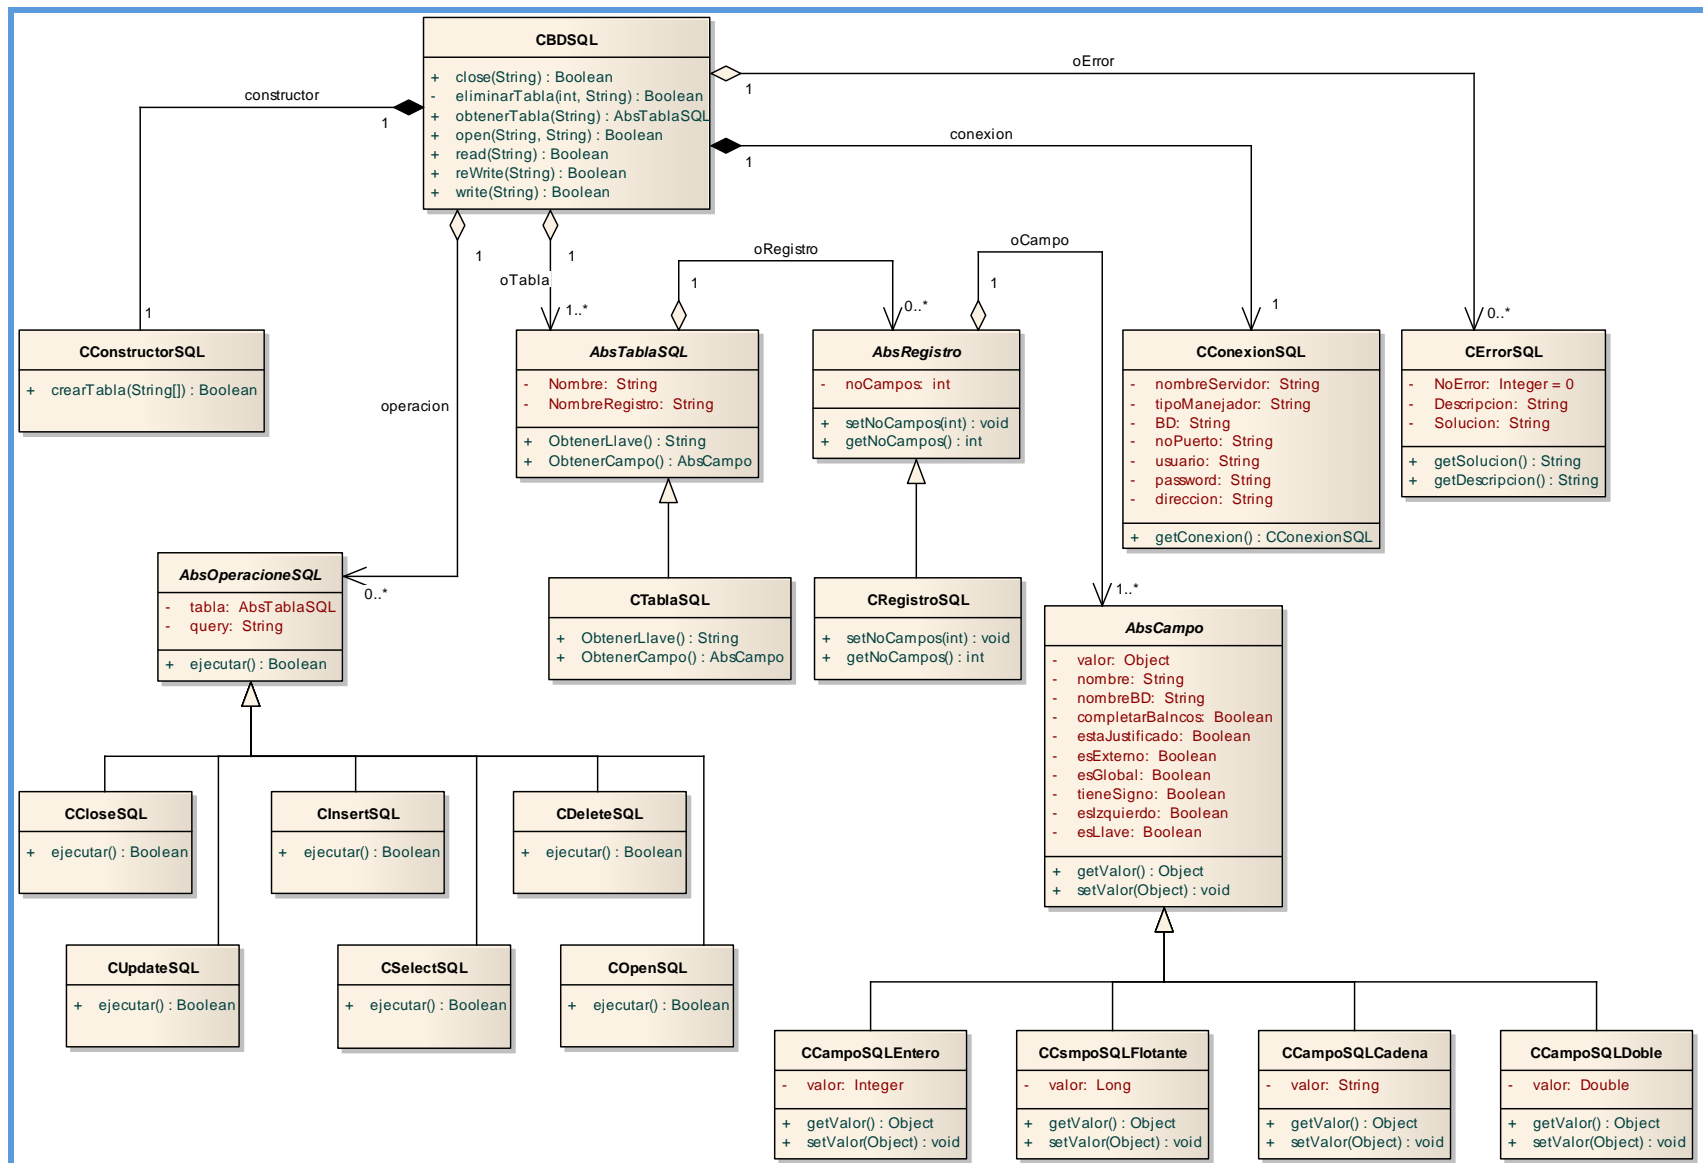 CBDSQL
+ close(String) : Boolean
- eliminarTabla(int, String) : Boolean
+ obtenerTabla(String) : AbsTablaSQL
+ open(String, String) : Boolean
+ read(String) : Boolean
+ reWrite(String) : Boolean
+ write(String) : Boolean
constructor
1
1
oError
1
0..*
conexion
1
1
operacion
1
0..*
oTabla
1
1..*
oRegistro
1
0..*
oCampo
1
1..*
CConstructorSQL
+ crearTabla(String[]) : Boolean
AbsTablaSQL
- Nombre: String
- NombreRegistro: String
+ ObtenerLlave() : String
+ ObtenerCampo() : AbsCampo
AbsRegistro
- noCampos: int
+ setNoCampos(int) : void
+ getNoCampos() : int
CConexionSQL
- nombreServidor: String
- tipoManejador: String
- BD: String
- noPuerto: String
- usuario: String
- password: String
- direccion: String
+ getConexion() : CConexionSQL
CErrorSQL
- NoError: Integer = 0
- Descripcion: String
- Solucion: String
+ getSolucion() : String
+ getDescripcion() : String
AbsOperacioneSQL
- tabla: AbsTablaSQL
- query: String
+ ejecutar() : Boolean
CTablaSQL
+ ObtenerLlave() : String
+ ObtenerCampo() : AbsCampo
CRegistroSQL
+ setNoCampos(int) : void
+ getNoCampos() : int
AbsCampo
- valor: Object
- nombre: String
- nombreBD: String
- completarBalncos: Boolean
- estaJustificado: Boolean
- esExterno: Boolean
- esGlobal: Boolean
- tieneSigno: Boolean
- esIzquierdo: Boolean
- esLlave: Boolean
+ getValor() : Object
+ setValor(Object) : void
CCloseSQL
+ ejecutar() : Boolean
CInsertSQL
+ ejecutar() : Boolean
CDeleteSQL
+ ejecutar() : Boolean
CUpdateSQL
+ ejecutar() : Boolean
CSelectSQL
+ ejecutar() : Boolean
COpenSQL
+ ejecutar() : Boolean
CCampoSQLEntero
- valor: Integer
+ getValor() : Object
+ setValor(Object) : void
CCsmpoSQLFlotante
- valor: Long
+ getValor() : Object
+ setValor(Object) : void
CCampoSQLCadena
- valor: String
+ getValor() : Object
+ setValor(Object) : void
CCampoSQLDoble
- valor: Double
+ getValor() : Object
+ setValor(Object) : void